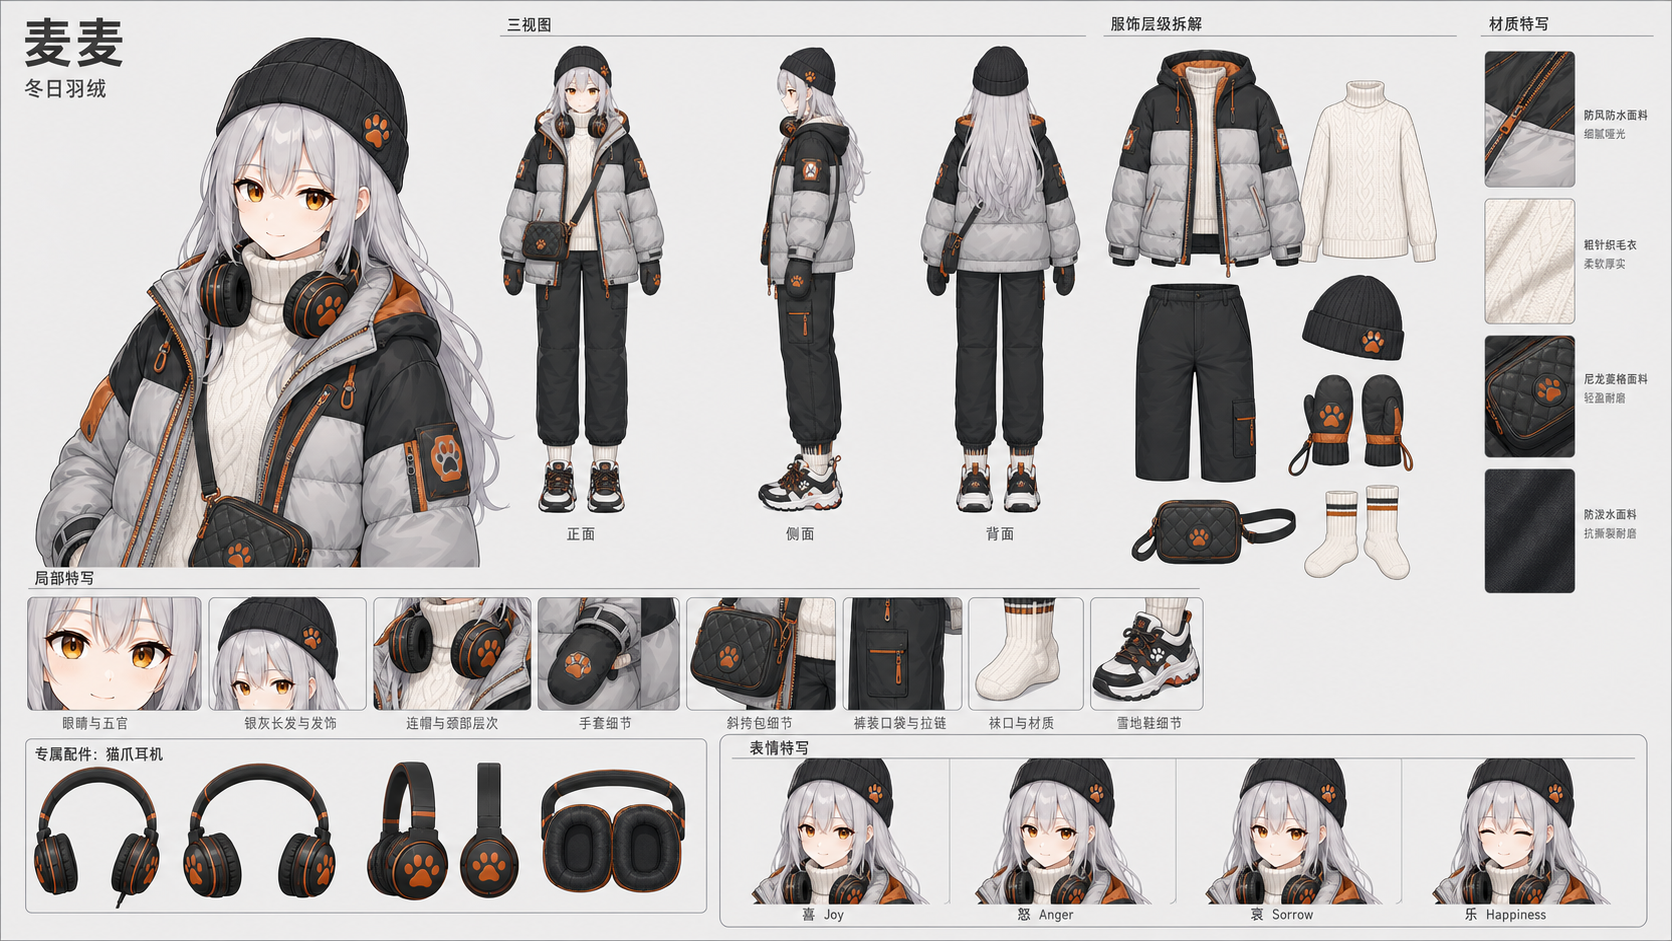 麦麦
冬日羽绒
三视图
正面
侧面
背面
服饰层级拆解
材质特写
防风防水面料
细腻哑光
粗针织毛衣
柔软厚实
尼龙菱格面料
轻盈耐磨
防泼水面料
抗撕裂耐磨
局部特写
眼睛与五官
银灰长发与发饰
连帽与颈部层次
手套细节
斜挎包细节
裤装口袋与拉链
袜口与材质
雪地鞋细节
专属配件：猫爪耳机
表情特写
喜 Joy
怒 Anger
哀 Sorrow
乐 Happiness